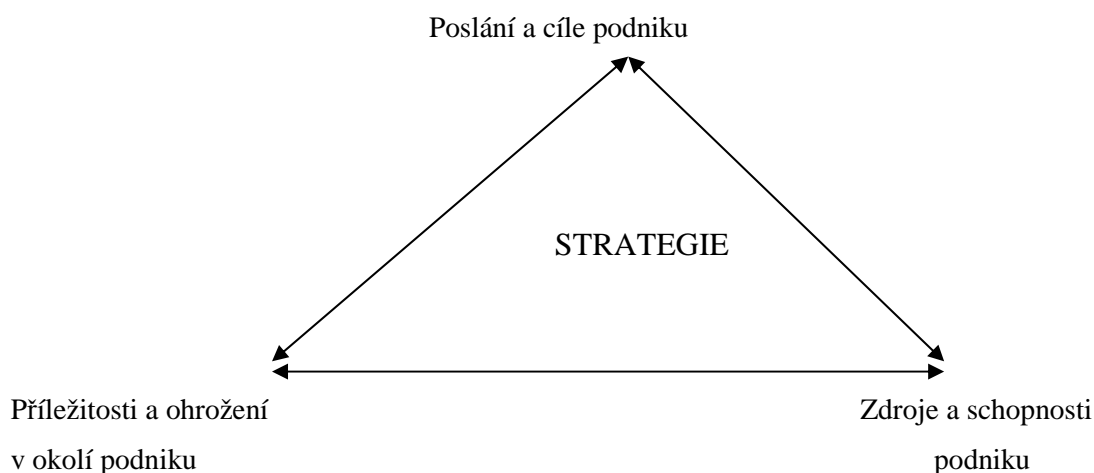 Poslání a cíle podniku
STRATEGIE
Příležitosti a ohrožení
v okolí podniku
Zdroje a schopnosti
podniku